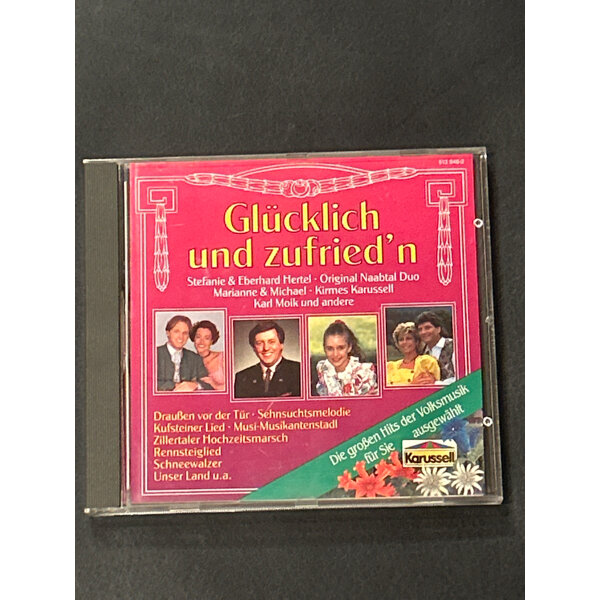 Glücklich
und zufried'n
Stefanie & Eberhard Hertel · Original Naabtal Duo
Marianne & Michael · Kirmes Karussell
Karl Moik und andere
Draußen vor der Tür · Sehnsuchtsmelodie
Kufsteiner Lied · Musi-Musikantenstadl
Zillertaler Hochzeitsmarsch
Rennsteiglied
Schneewalzer
Unser Land u.a.
Die großen Hits der Volksmusik
für Sie ausgewählt
Karussell